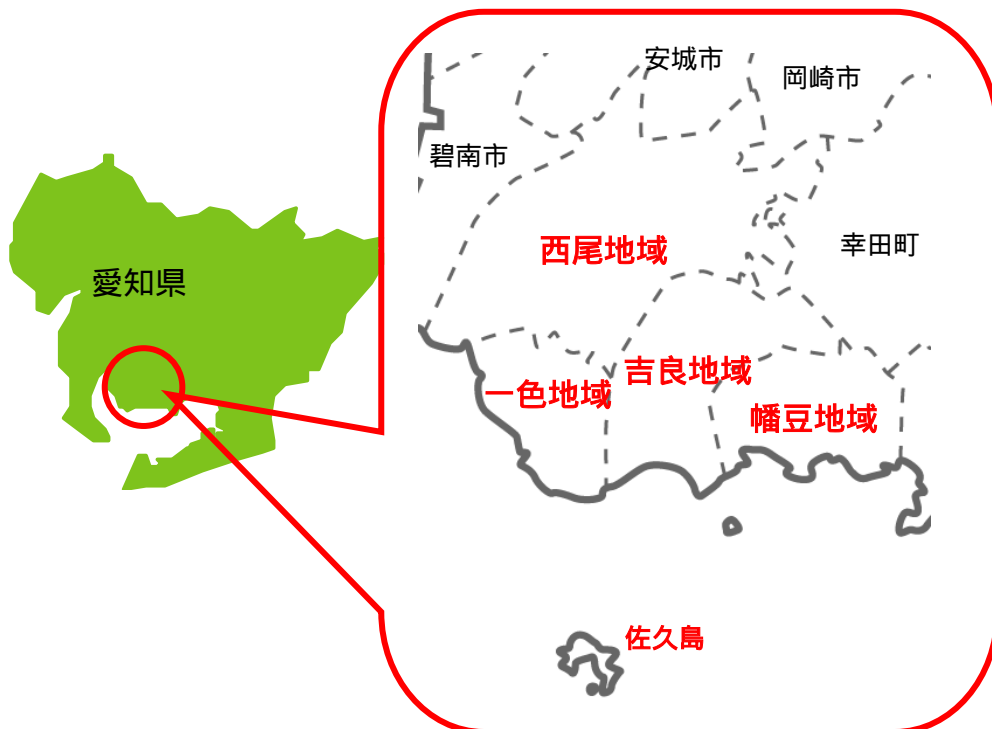 安城市
岡崎市
碧南市
西尾地域
幸田町
愛知県
吉良地域
一色地域
幡豆地域
佐久島